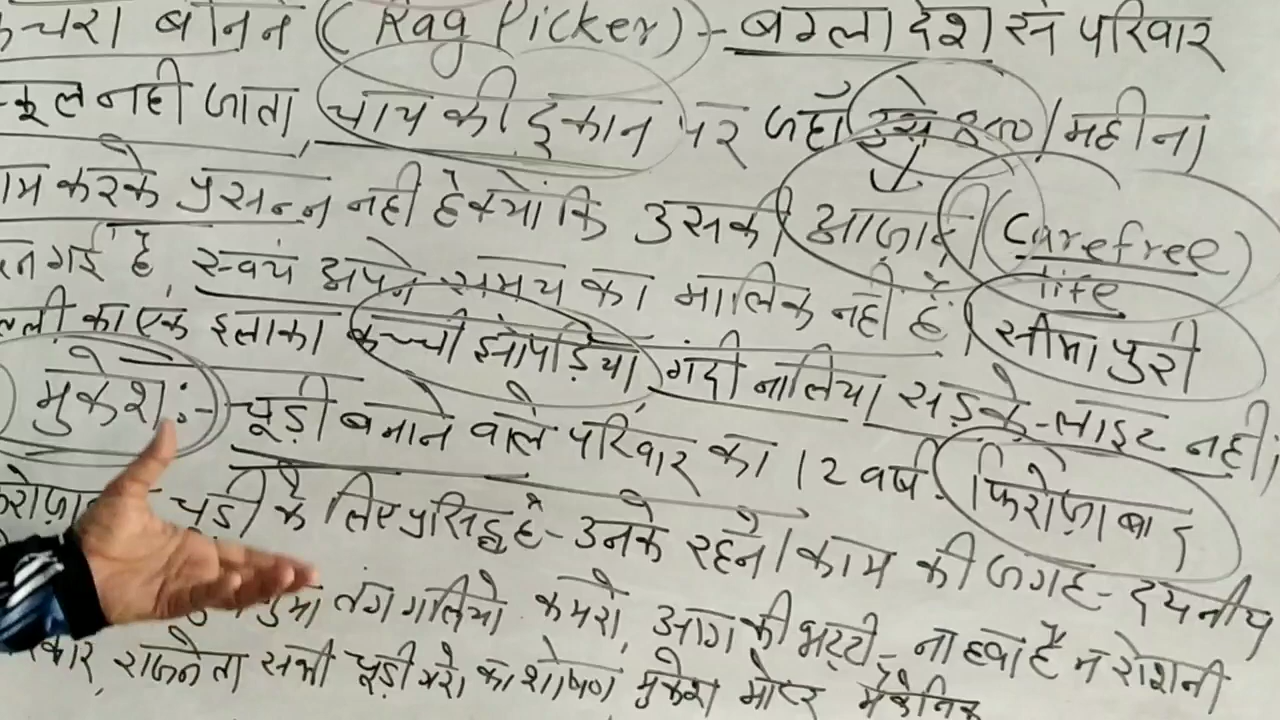 कचरा बीनने (Rag Picker) - बंगला देश से परिवार
स्कूल नही जाता, चाय की दुकान पर जहाँ उसे 800/महीना
काम करके प्रसन्न नही है क्योंकि उसकी आजादी (Carefree life
छिन गई है स्वयं अपने समय का मालिक नही है। सीमापुरी
दिल्ली का एक इलाका कच्ची झोपड़िया, गंदी नालिया, सड़के-लाइट नही।
मुकेश:- चूड़ी बनाने वाले परिवार का 12 वर्ष. फिरोज़ाबाद
फिरोज़ा चूड़ी के लिए प्रसिद्ध है - उनके रहने/काम की जगह - दयनीय
तंग गलियो कमरो, आग की भट्टी - ना हवा है न रोशनी
राजनेता सभी चूड़ी का शोषण मुकेश मोटर मैकेनिक